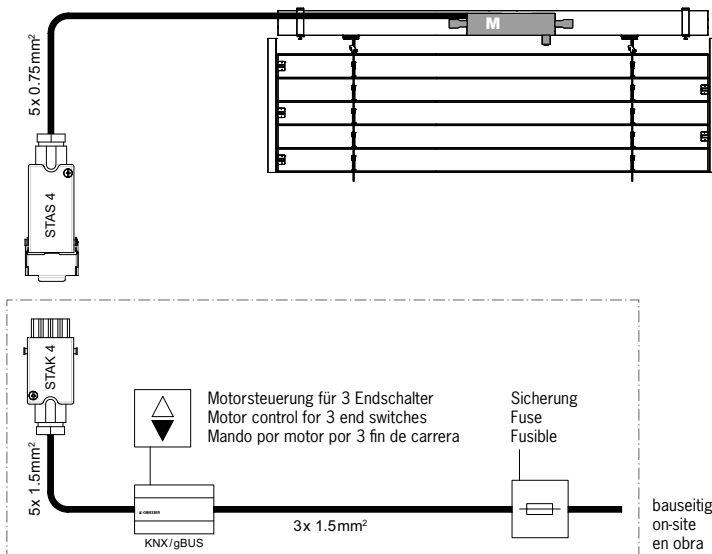 M
5x 0.75mm²
STAS 4
STAK 4
5x 1.5mm²
Motorsteuerung für 3 Endschalter
Motor control for 3 end switches
Mando por motor por 3 fin de carrera
Sicherung
Fuse
Fusible
GRIESSER
KNX/gBUS
3x 1.5mm²
bauseitig
on-site
en obra